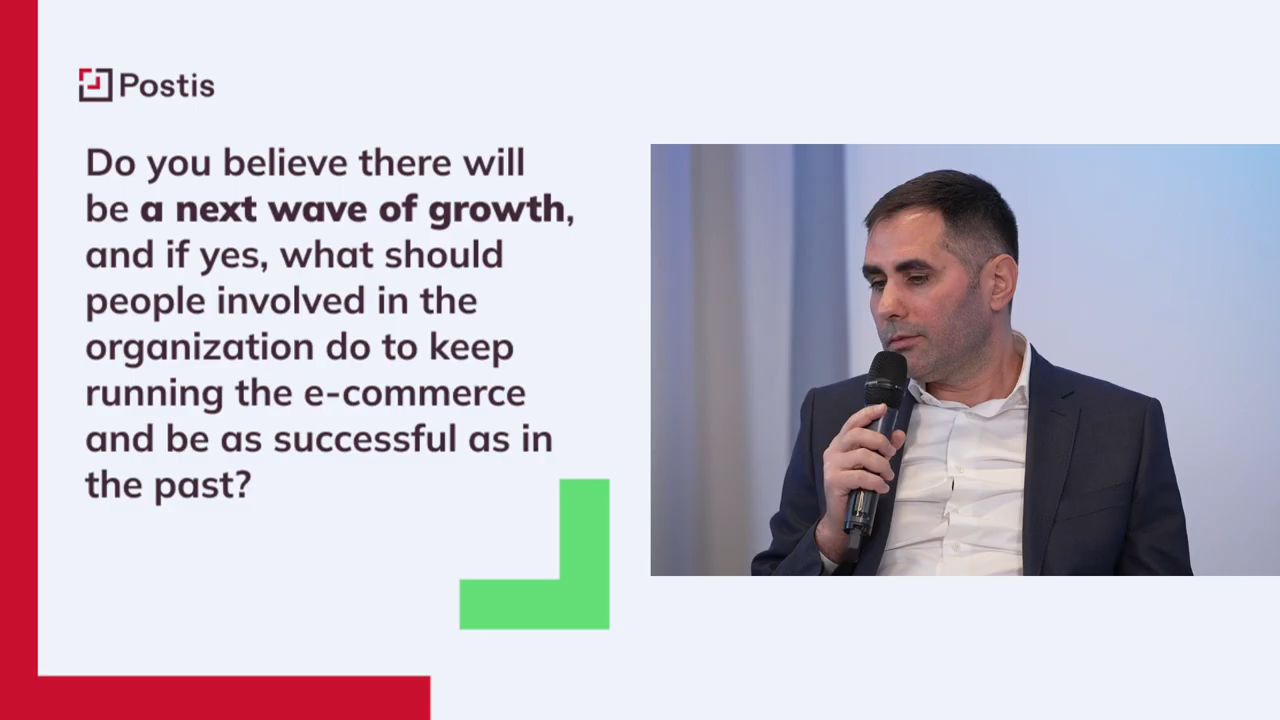 Postis
Do you believe there will
be a next wave of growth,
and if yes, what should
people involved in the
organization do to keep
running the e-commerce
and be as successful as in
the past?